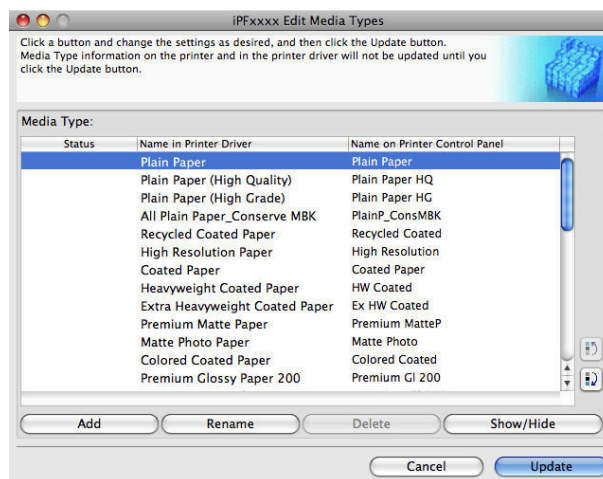 iPFxxxx Edit Media Types
Click a button and change the settings as desired, and then click the Update button.
Media Type information on the printer and in the printer driver will not be updated until you
click the Update button.
Media Type:
Status Name in Printer Driver Name on Printer Control Panel
Plain Paper Plain Paper
Plain Paper (High Quality) Plain Paper HQ
Plain Paper (High Grade) Plain Paper HG
All Plain Paper_Conserve MBK PlainP_ConsMBK
Recycled Coated Paper Recycled Coated
High Resolution Paper High Resolution
Coated Paper Coated Paper
Heavyweight Coated Paper HW Coated
Extra Heavyweight Coated Paper Ex HW Coated
Premium Matte Paper Premium MatteP
Matte Photo Paper Matte Photo
Colored Coated Paper Colored Coated
Premium Glossy Paper 200 Premium Gl 200
Add Rename Delete Show/Hide
Cancel Update